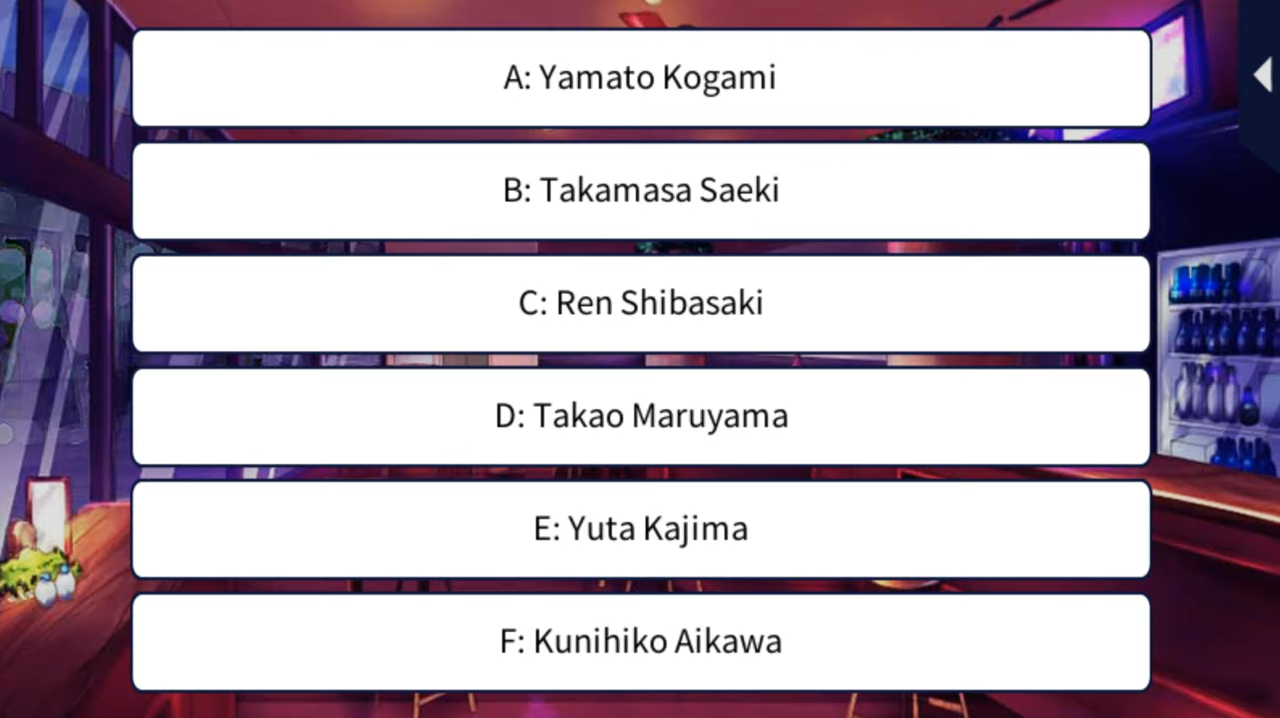 A: Yamato Kogami
B: Takamasa Saeki
C: Ren Shibasaki
D: Takao Maruyama
E: Yuta Kajima
F: Kunihiko Aikawa